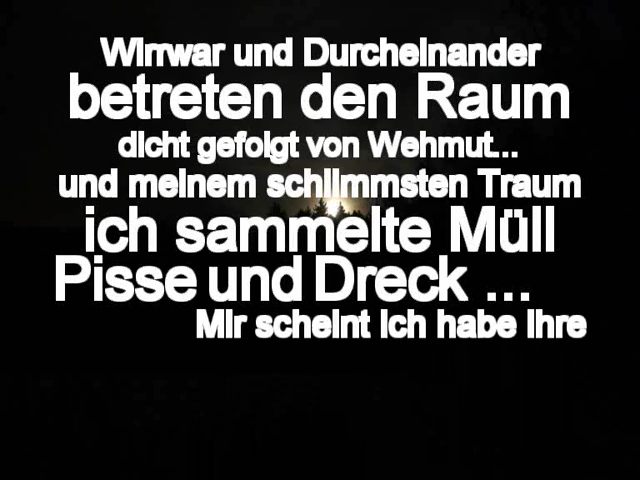 Wirrwar und Durcheinander
betreten den Raum
dicht gefolgt von Wehmut...
und meinem schlimmsten Traum
ich sammelte Müll
Pisse und Dreck ...
Mir scheint ich habe ihre